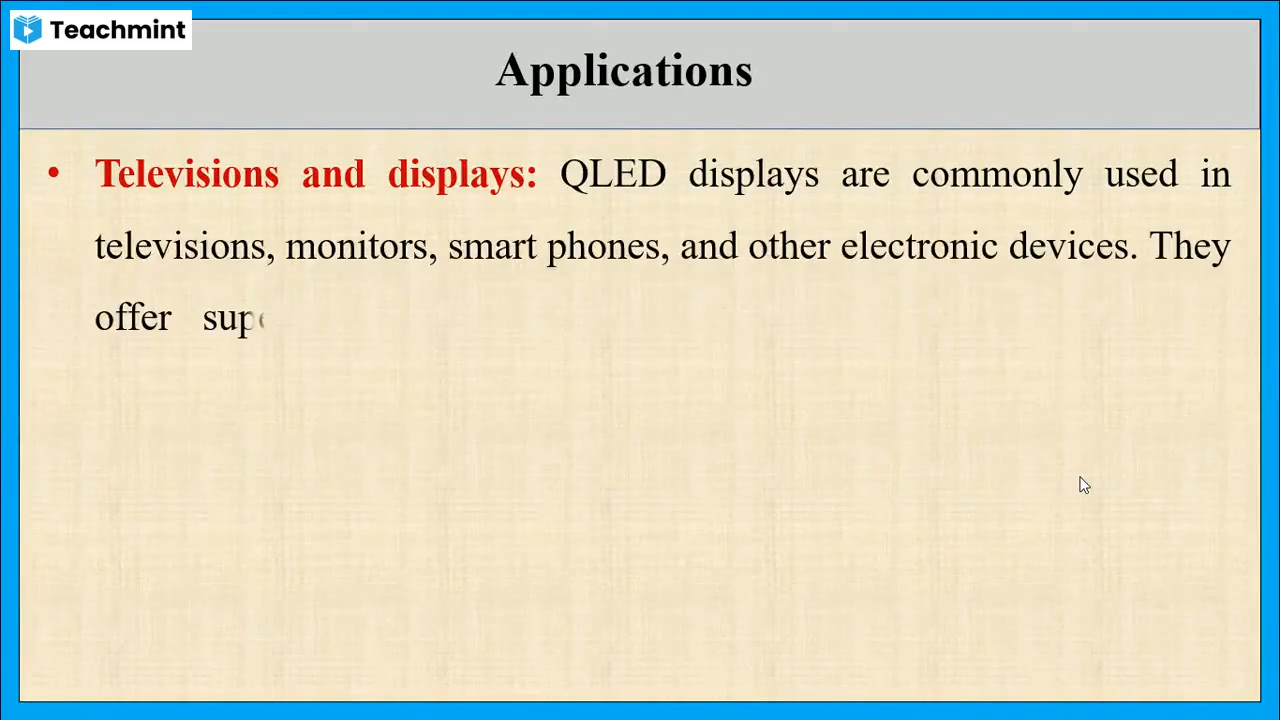 Teachmint
Applications
• Televisions and displays: QLED displays are commonly used in
televisions, monitors, smart phones, and other electronic devices. They
offer